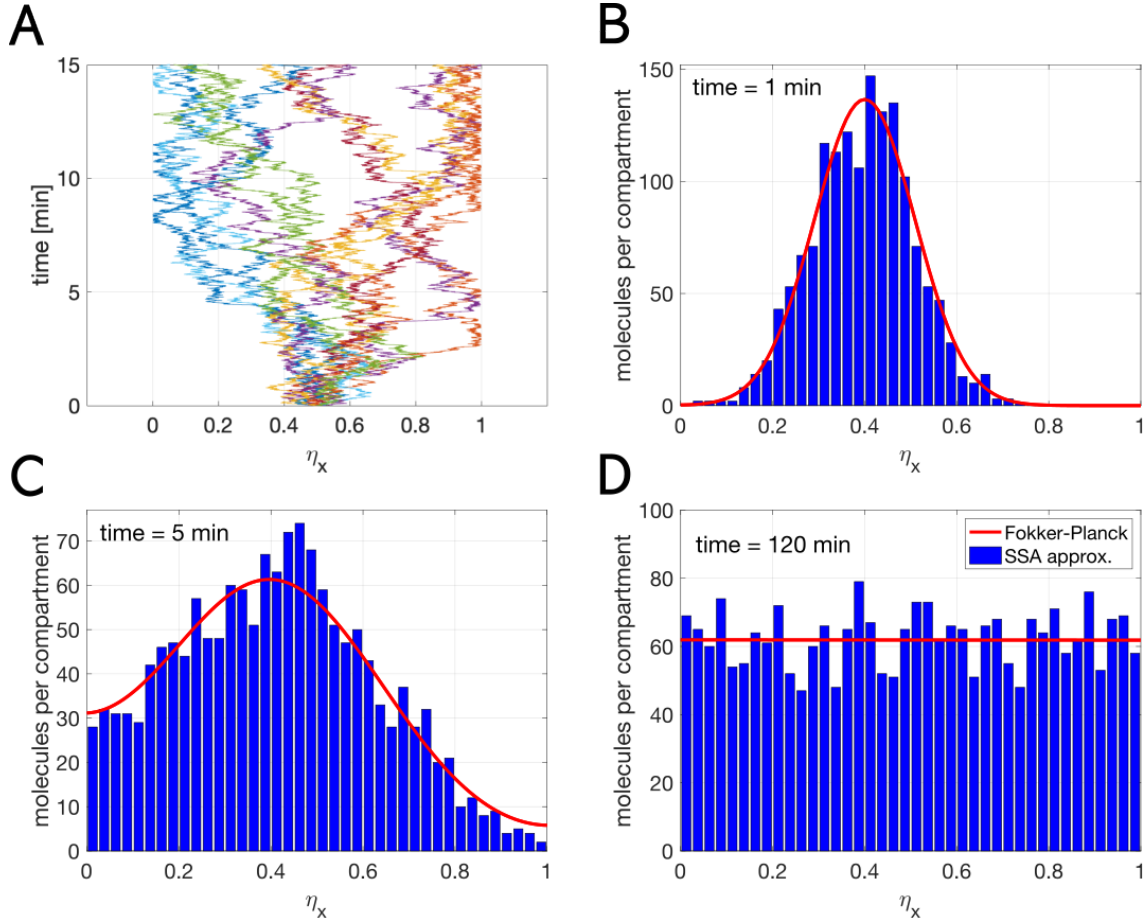 A
15
10
5
0
time [min]
0 0.2 0.4 0.6 0.8 1
ηx
B
time = 1 min
150
100
50
0
molecules per compartment
0 0.2 0.4 0.6 0.8 1
ηx
C
time = 5 min
70
60
50
40
30
20
10
0
molecules per compartment
0 0.2 0.4 0.6 0.8 1
ηx
D
time = 120 min
Fokker-Planck
SSA approx.
100
80
60
40
20
0
molecules per compartment
0 0.2 0.4 0.6 0.8 1
ηx